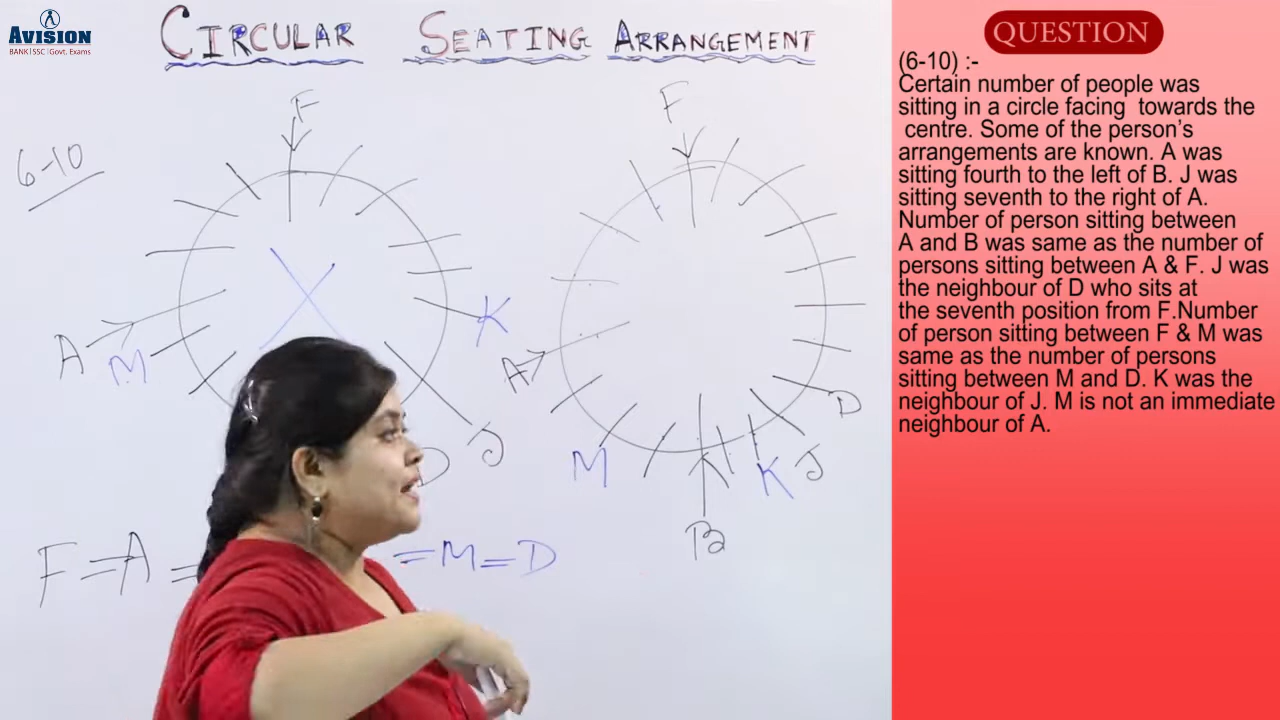 AVISION
BANK|SSC|Govt. Exams
CIRCULAR SEATING ARRANGEMENT
6-10
F
A
M
K
J
D
F
A
M
B
K
J
D
F = A =
= M = D
QUESTION
(6-10) :-
Certain number of people was
sitting in a circle facing towards the
centre. Some of the person's
arrangements are known. A was
sitting fourth to the left of B. J was
sitting seventh to the right of A.
Number of person sitting between
A and B was same as the number of
persons sitting between A & F. J was
the neighbour of D who sits at
the seventh position from F.Number
of person sitting between F & M was
same as the number of persons
sitting between M and D. K was the
neighbour of J. M is not an immediate
neighbour of A.